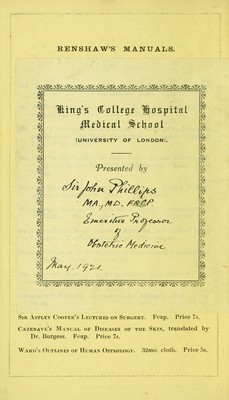 RENSHAW'S MANUALS.
King's College Hospital
Medical School
(UNIVERSITY OF LONDON).
Presented by
Sir John Phillips
M.A., M.D. FRCP
Emeritus Professor
of
Obstetric Medicine
May. 1921.
SIR ASTLEY COOPER'S LECTURES ON SURGERY. Fcap. Price 7s.
CAZENAVE'S MANUAL OF DISEASES OF THE SKIN, translated by
Dr. Burgess. Fcap. Price 7s.
WARD'S OUTLINES OF HUMAN OSTEOLOGY. 32mo. cloth. Price 5s.